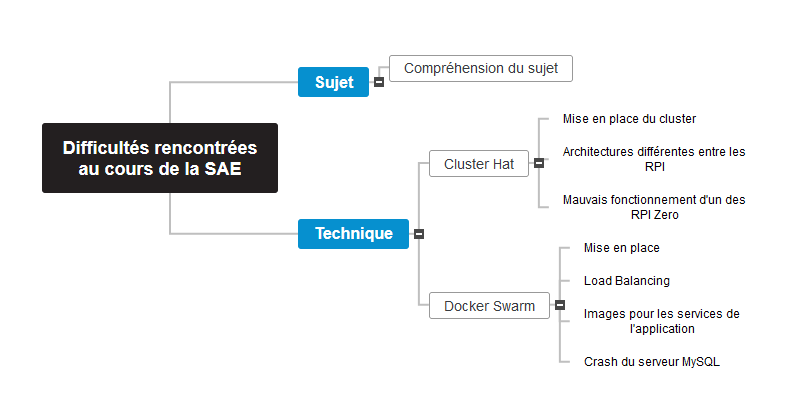 Difficultés rencontrées
au cours de la SAE
Sujet
Compréhension du sujet
Technique
Cluster Hat
Mise en place du cluster
Architectures différentes entre les
RPI
Mauvais fonctionnement d'un des
RPI Zero
Docker Swarm
Mise en place
Load Balancing
Images pour les services de
l'application
Crash du serveur MySQL